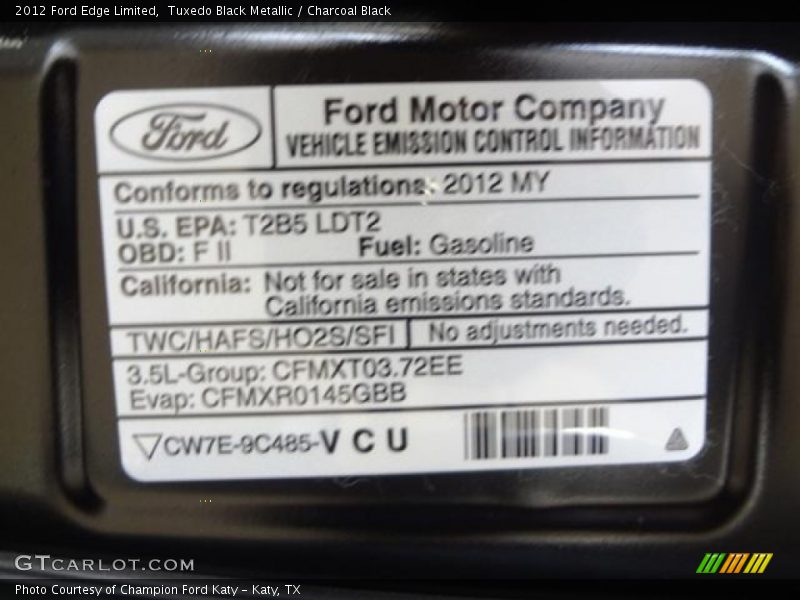 2012 Ford Edge Limited, Tuxedo Black Metallic / Charcoal Black
Ford
Ford Motor Company
VEHICLE EMISSION CONTROL INFORMATION
Conforms to regulations: 2012 MY
U.S. EPA: T2B5 LDT2
OBD: F II Fuel: Gasoline
California: Not for sale in states with
California emissions standards.
TWC/HAFS/HO2S/SFI No adjustments needed.
3.5L-Group: CFMXT03.72EE
Evap: CFMXR0145GBB
CW7E-9C485-V C U
GTCARLOT.COM
Photo Courtesy of Champion Ford Katy - Katy, TX